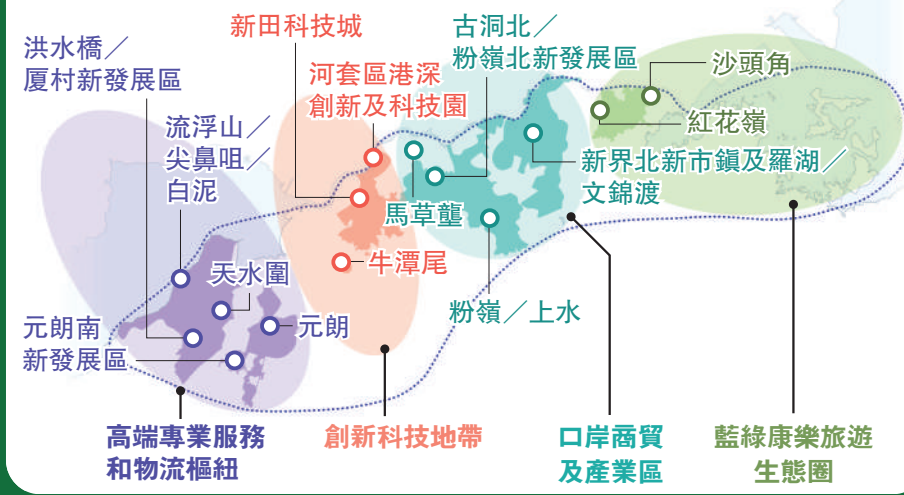 洪水橋／
厦村新發展區
流浮山／
尖鼻咀／
白泥
新田科技城
河套區港深
創新及科技園
古洞北／
粉嶺北新發展區
沙頭角
紅花嶺
新界北新市鎮及羅湖／
文錦渡
馬草壟
牛潭尾
天水圍
元朗
粉嶺／上水
元朗南
新發展區
高端專業服務
和物流樞紐
創新科技地帶
口岸商貿
及產業區
藍綠康樂旅遊
生態圈